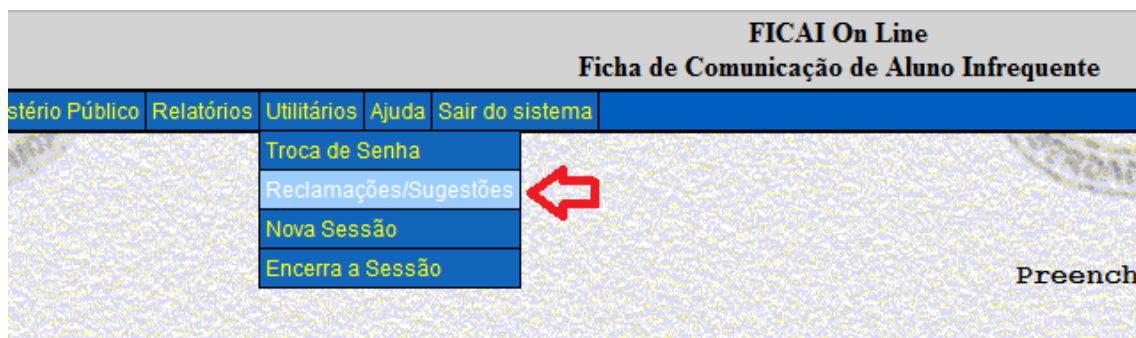 FICAI On Line
Ficha de Comunicação de Aluno Infrequente
stério Público Relatórios Utilitários Ajuda Sair do sistema
Troca de Senha
Reclamações/Sugestões
Nova Sessão
Encerra a Sessão
Preench